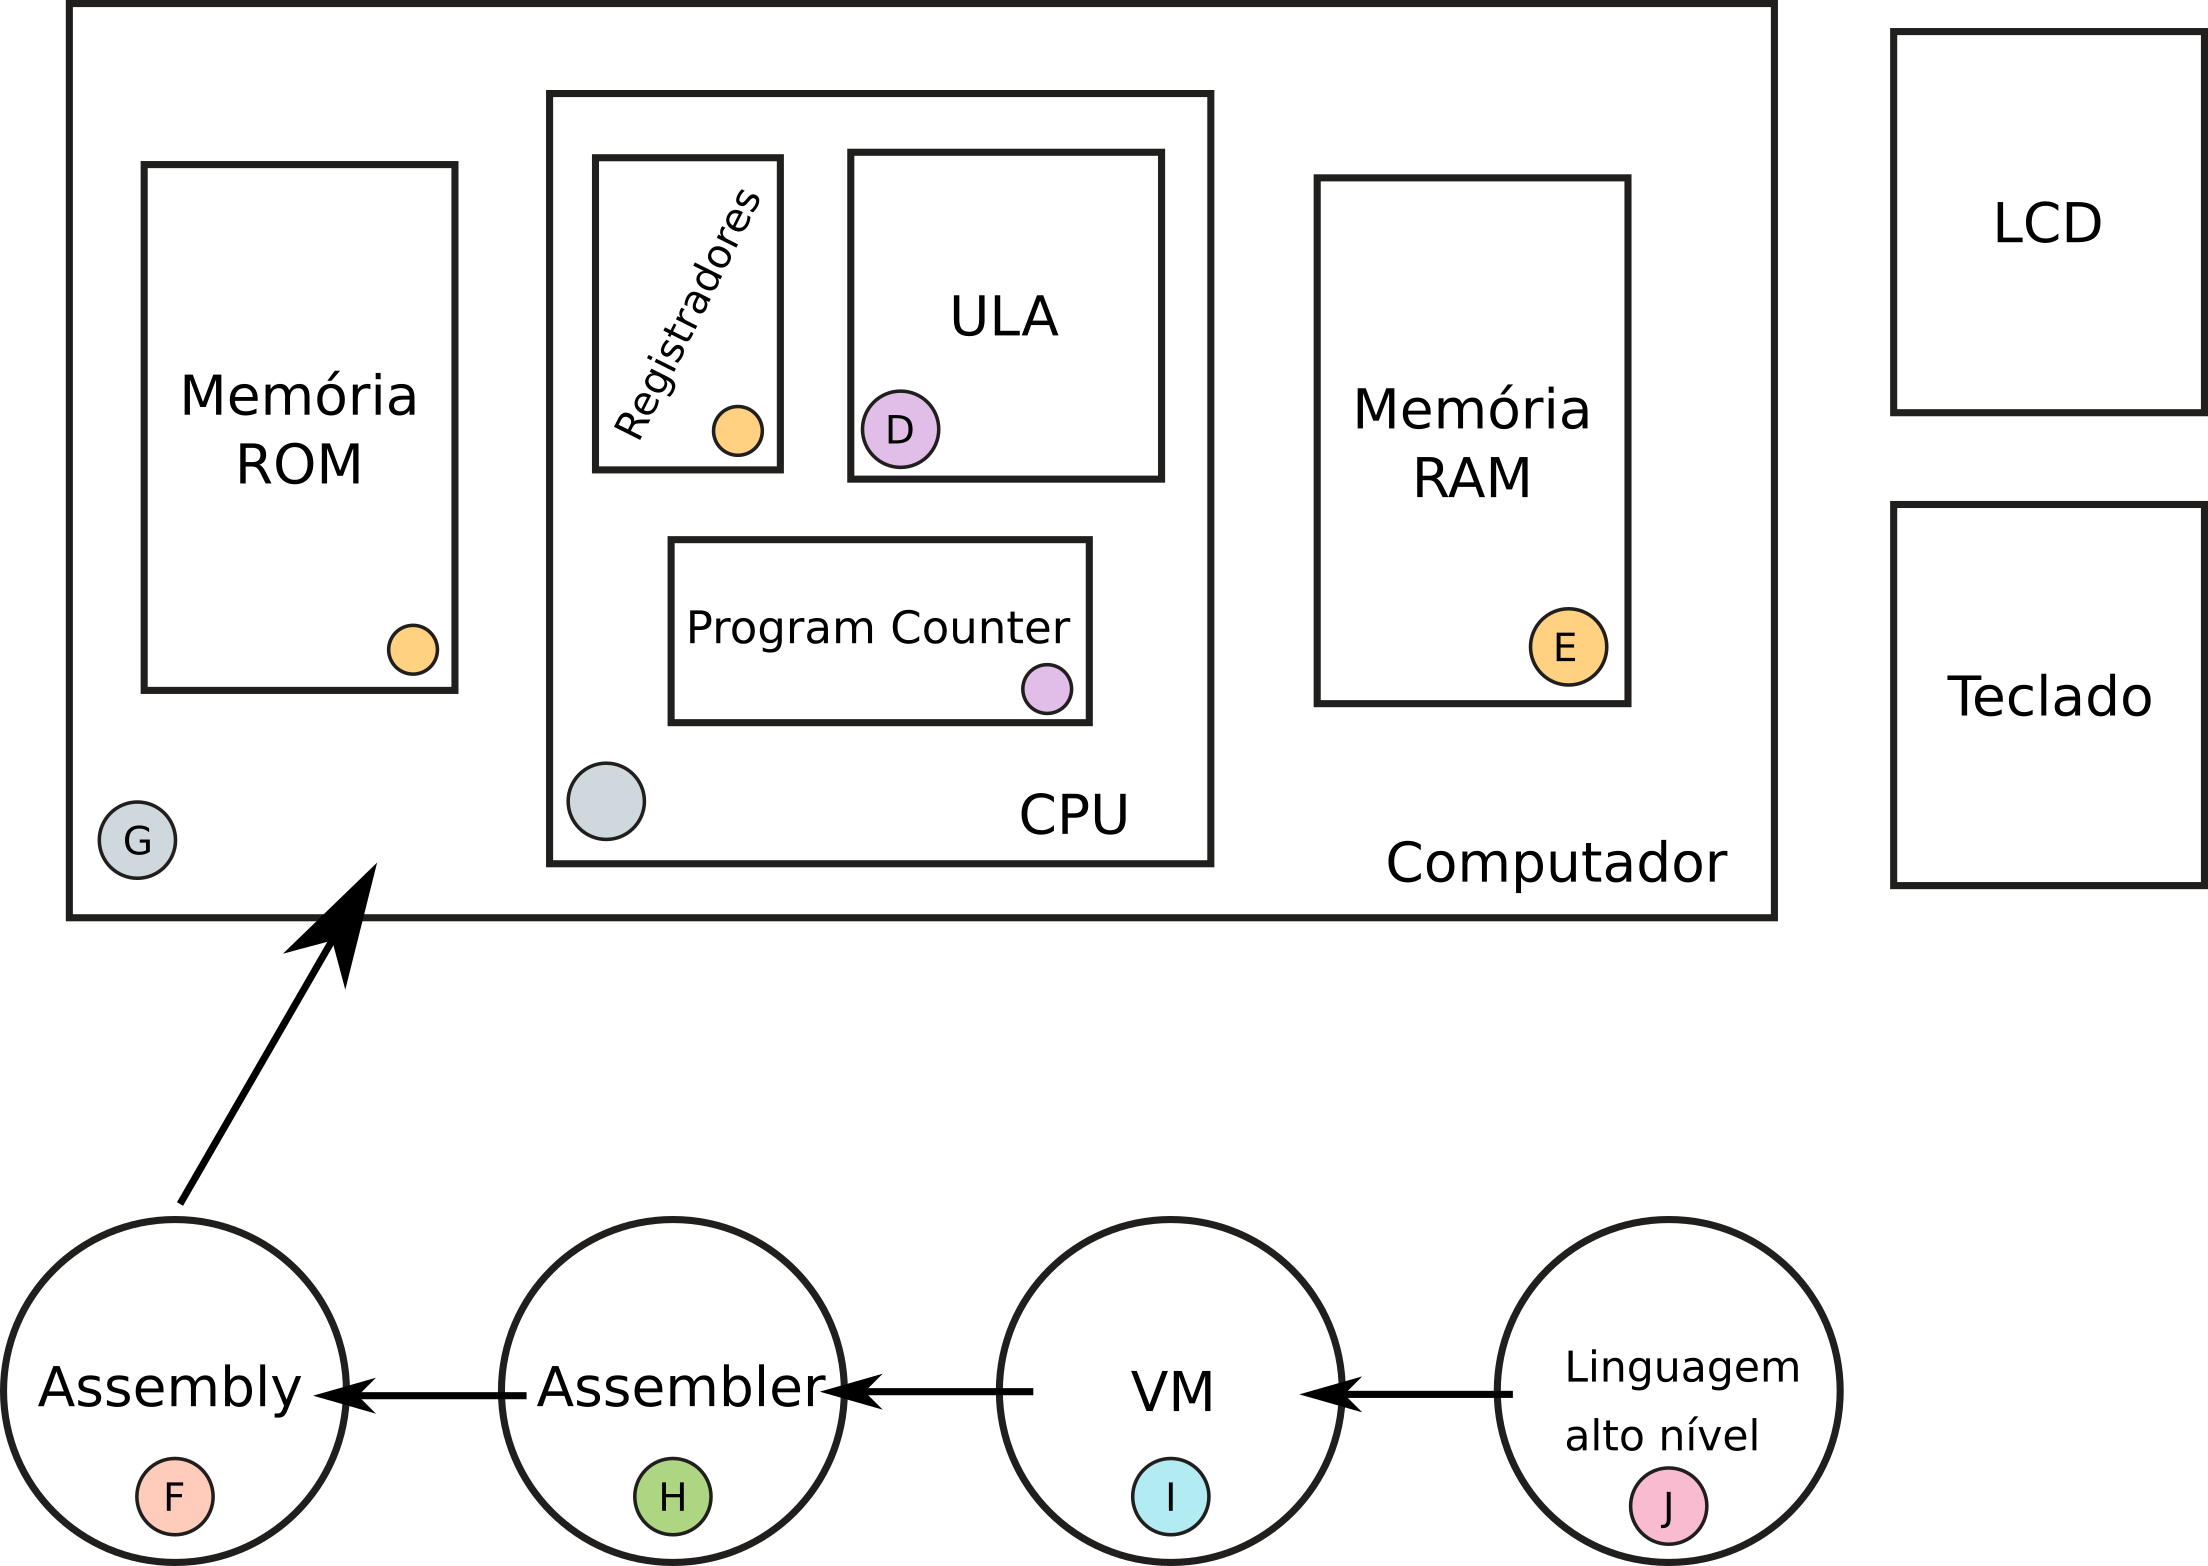 LCD
Registradores
ULA
Memória
ROM
D
Memória
RAM
Program Counter
E
Teclado
G
CPU
Computador
Assembly
F
Assembler
H
VM
I
Linguagem
alto nível
J